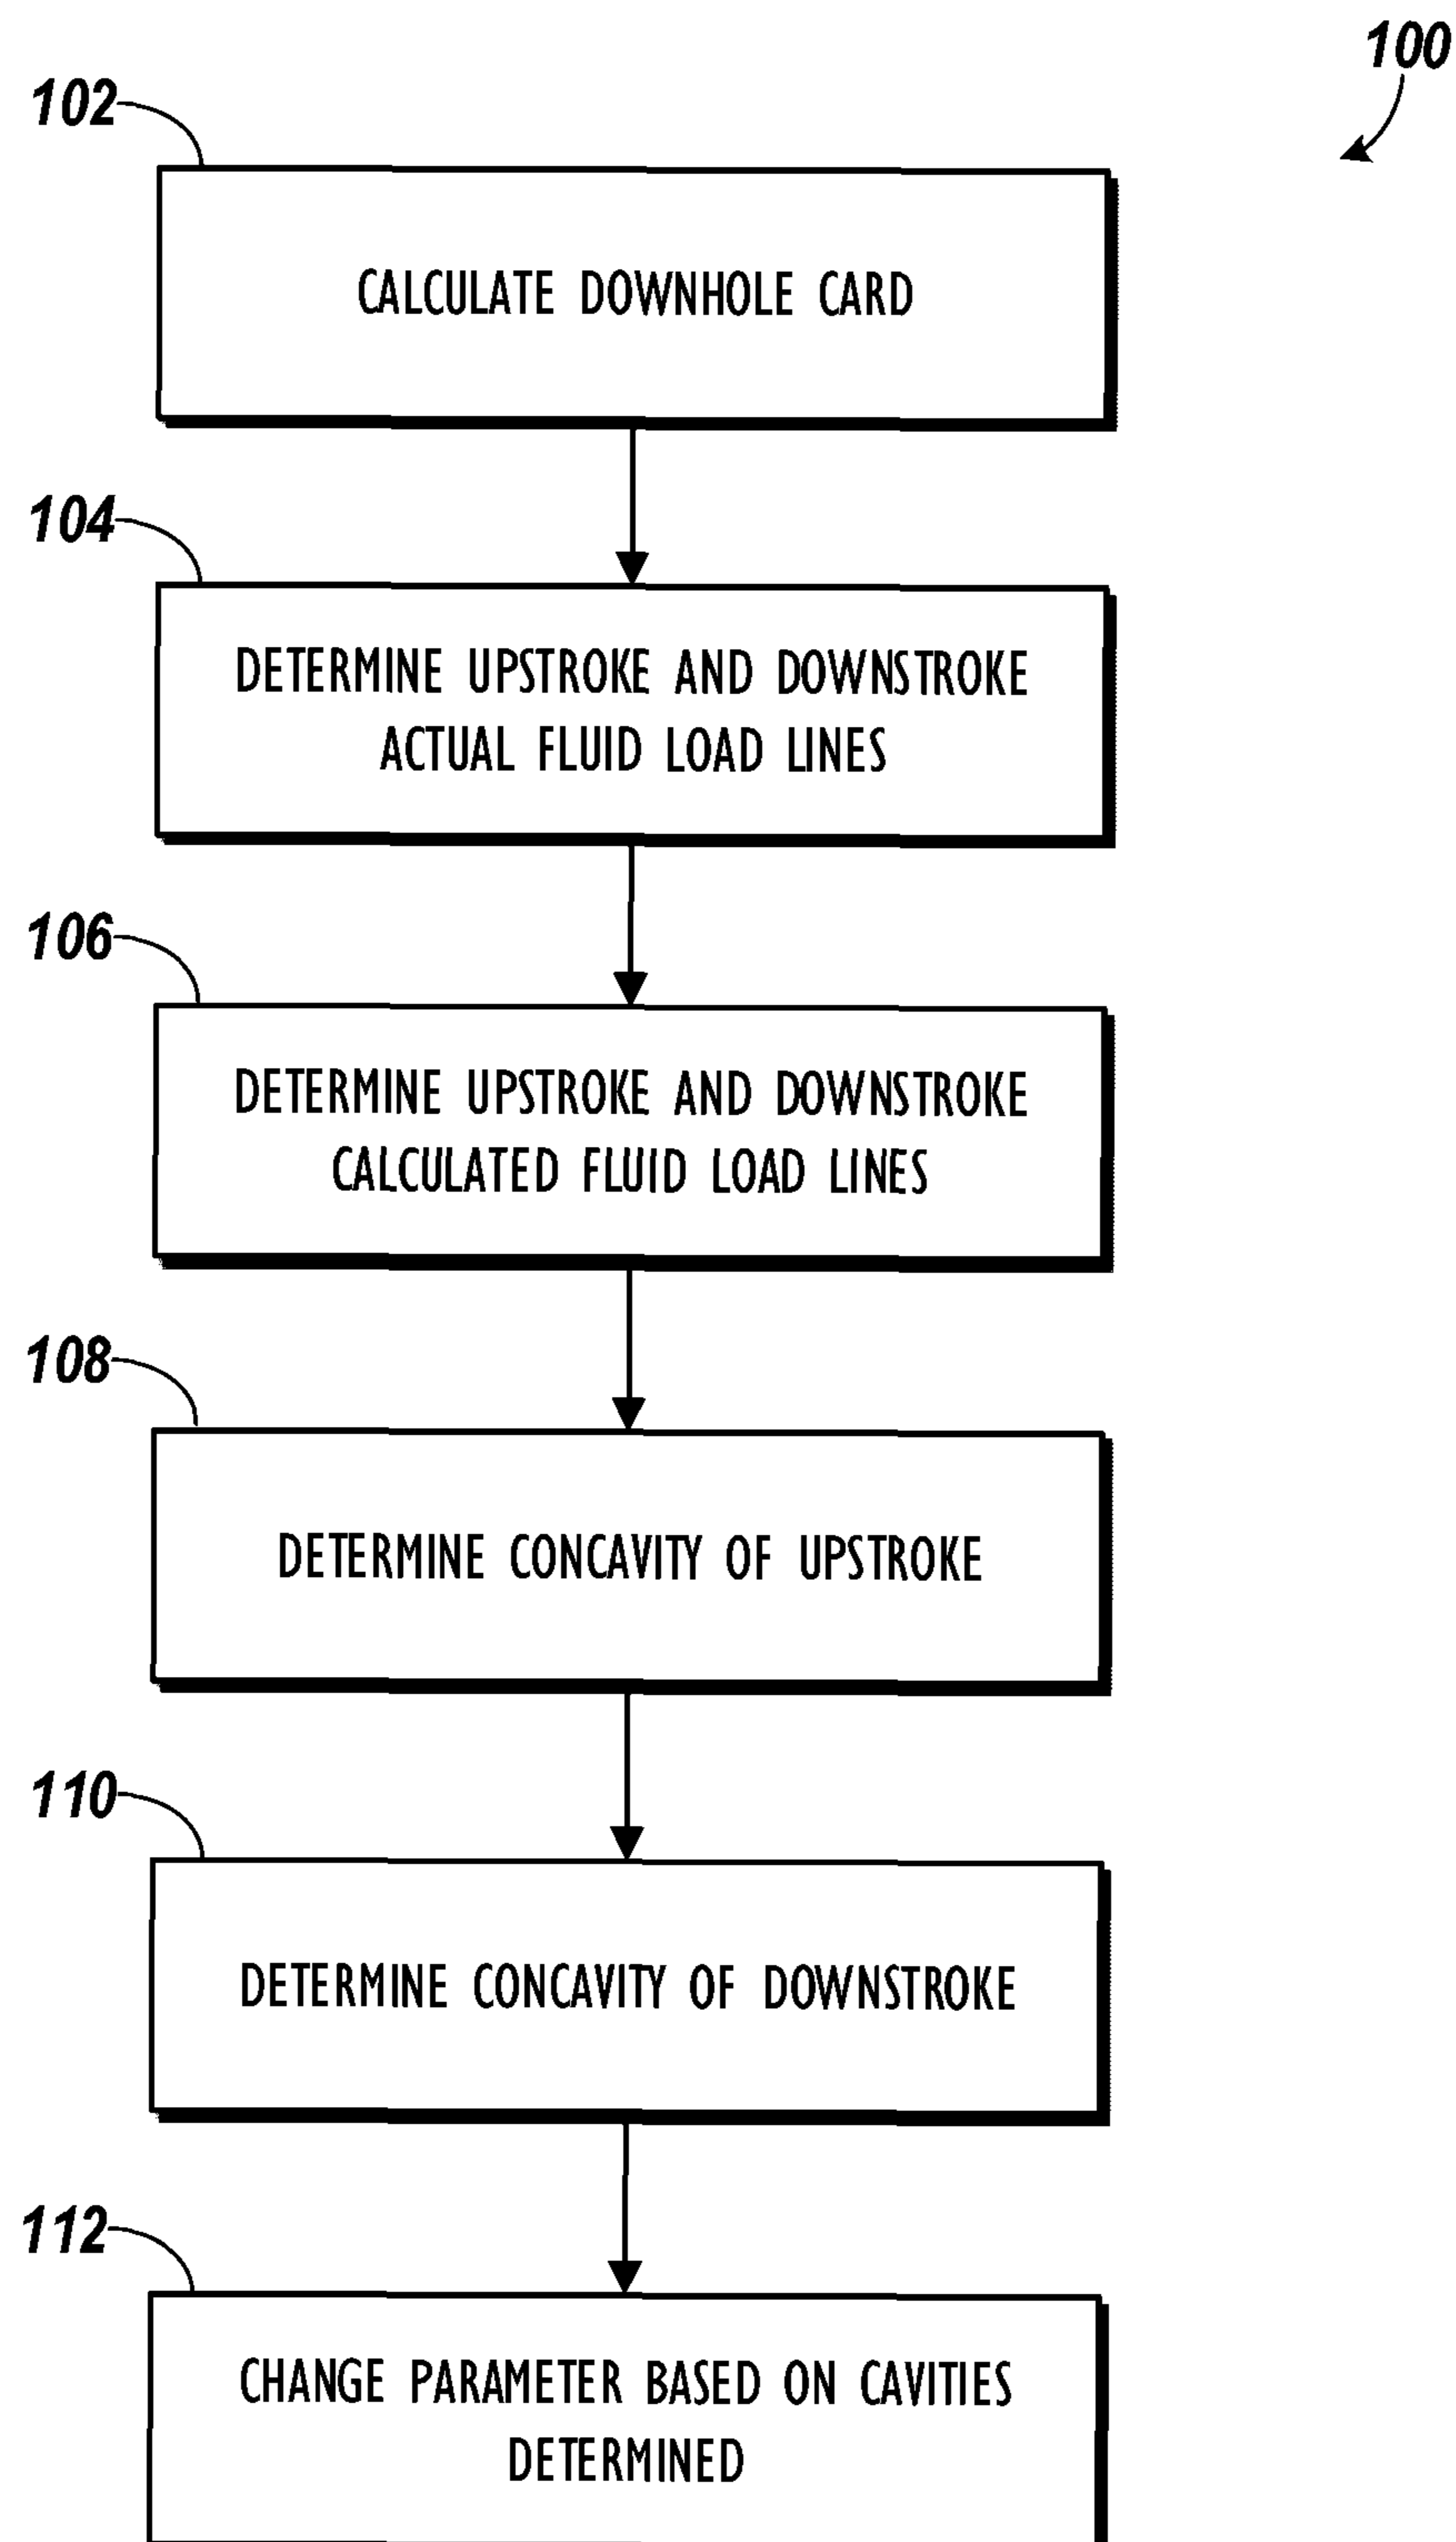 100
102
CALCULATE DOWNHOLE CARD
104
DETERMINE UPSTROKE AND DOWNSTROKE
ACTUAL FLUID LOAD LINES
106
DETERMINE UPSTROKE AND DOWNSTROKE
CALCULATED FLUID LOAD LINES
108
DETERMINE CONCAVITY OF UPSTROKE
110
DETERMINE CONCAVITY OF DOWNSTROKE
112
CHANGE PARAMETER BASED ON CAVITIES
DETERMINED